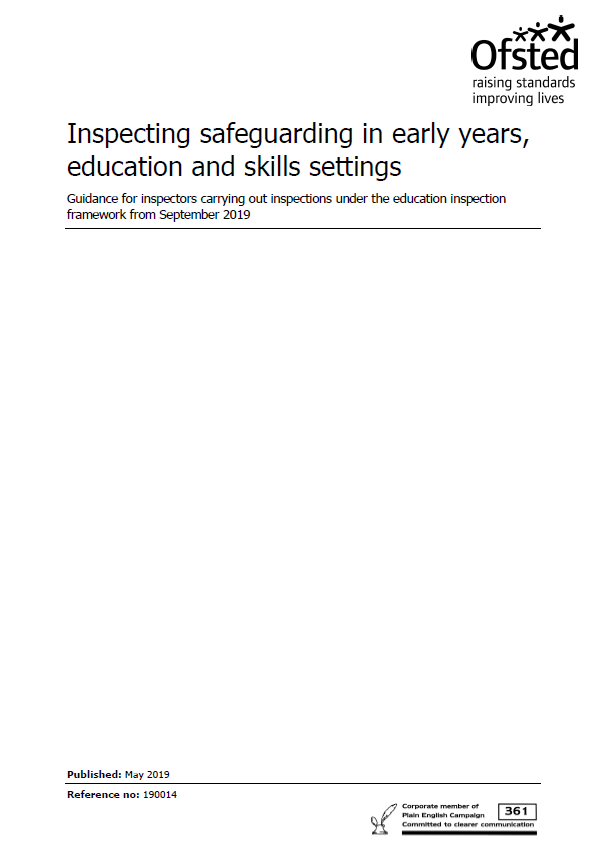 Ofsted
raising standards
improving lives
Inspecting safeguarding in early years,
education and skills settings
Guidance for inspectors carrying out inspections under the education inspection
framework from September 2019
Published: May 2019
Reference no: 190014
Corporate member of
Plain English Campaign
Committed to clearer communication
361